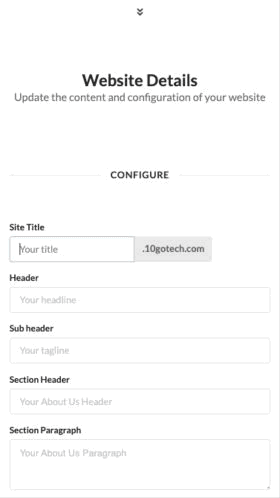 Website Details
Update the content and configuration of your website
CONFIGURE
Site Title
Your title .10gotech.com
Header
Your headline
Sub header
Your tagline
Section Header
Your About Us Header
Section Paragraph
Your About Us Paragraph